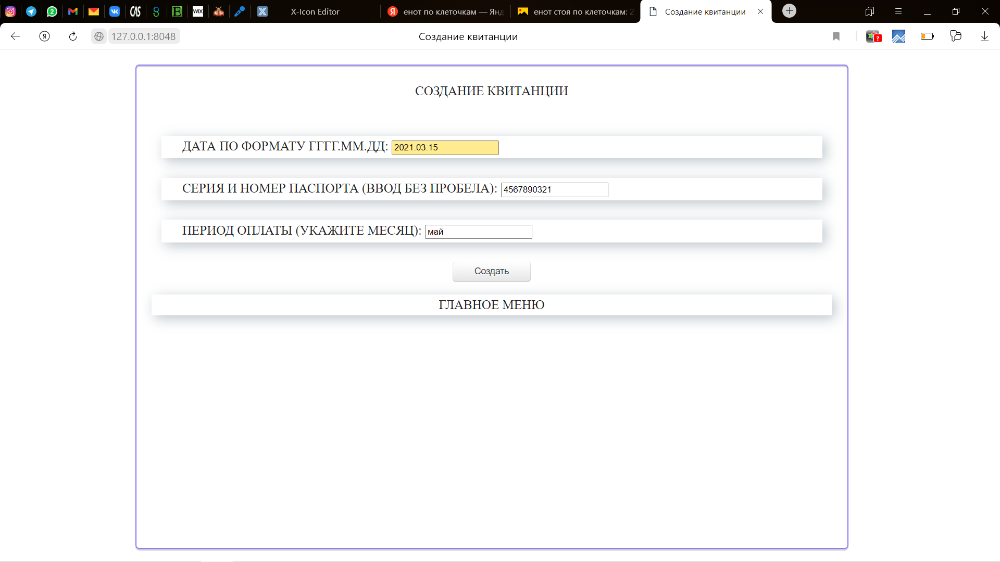 CAS
WIX
X-Icon Editor
енот по клеточкам — Янд
енот стоя по клеточкам: 2
Создание квитанции
127.0.0.1:8048
Создание квитанции
СОЗДАНИЕ КВИТАНЦИИ
ДАТА ПО ФОРМАТУ ГГГГ.ММ.ДД: 2021.03.15
СЕРИЯ И НОМЕР ПАСПОРТА (ВВОД БЕЗ ПРОБЕЛА): 4567890321
ПЕРИОД ОПЛАТЫ (УКАЖИТЕ МЕСЯЦ): май
Создать
ГЛАВНОЕ МЕНЮ